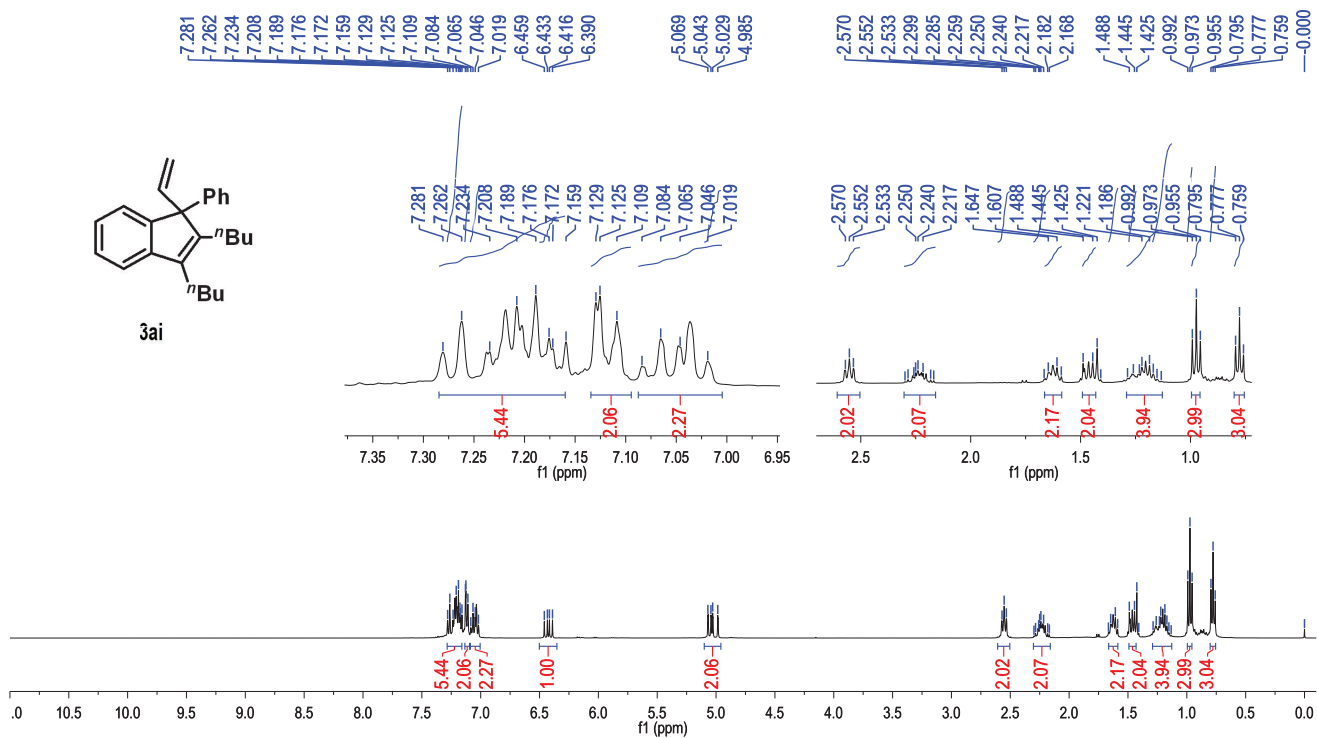 7.281 7.262 7.234 7.208 7.189 7.176 7.172 7.159 7.129 7.125 7.109 7.084 7.065 7.046 7.019 6.459 6.433 6.416 6.390 5.069 5.043 5.029 4.985 2.570 2.552 2.533 2.299 2.285 2.259 2.250 2.240 2.217 2.182 2.168 1.488 1.445 1.425 0.992 0.973 0.955 0.795 0.777 0.759 -0.000
7.281 7.262 7.234 7.208 7.189 7.176 7.172 7.159 7.129 7.125 7.109 7.084 7.065 7.046 7.019
2.570 2.552 2.533 2.250 2.240 2.217 1.647 1.607 1.488 1.445 1.425 1.221 1.186 0.992 0.973 0.955 0.795 0.777 0.759
Ph
nBu
nBu
3ai
5.44 2.06 2.27
2.02 2.07 2.17 2.04 3.94 2.99 3.04
7.35 7.30 7.25 7.20 7.15 7.10 7.05 7.00 6.95
f1 (ppm)
2.5 2.0 1.5 1.0
f1 (ppm)
5.44 2.06 2.27 1.00 2.06 2.02 2.07 2.17 2.04 3.94 2.99 3.04
.0 10.5 10.0 9.5 9.0 8.5 8.0 7.5 7.0 6.5 6.0 5.5 5.0 4.5 4.0 3.5 3.0 2.5 2.0 1.5 1.0 0.5 0.0
f1 (ppm)